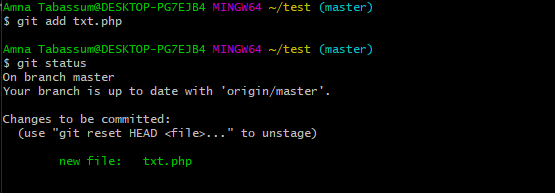 Amna Tabassum@DESKTOP-PG7EJB4 MINGW64 ~/test (master)
$ git add txt.php
Amna Tabassum@DESKTOP-PG7EJB4 MINGW64 ~/test (master)
$ git status
On branch master
Your branch is up to date with 'origin/master'.
Changes to be committed:
(use "git reset HEAD <file>..." to unstage)
new file: txt.php